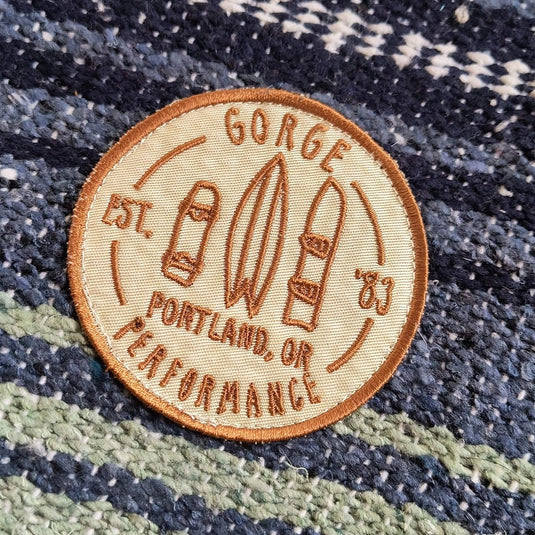 GORGE
EST. '83
PORTLAND, OR
PERFORMANCE